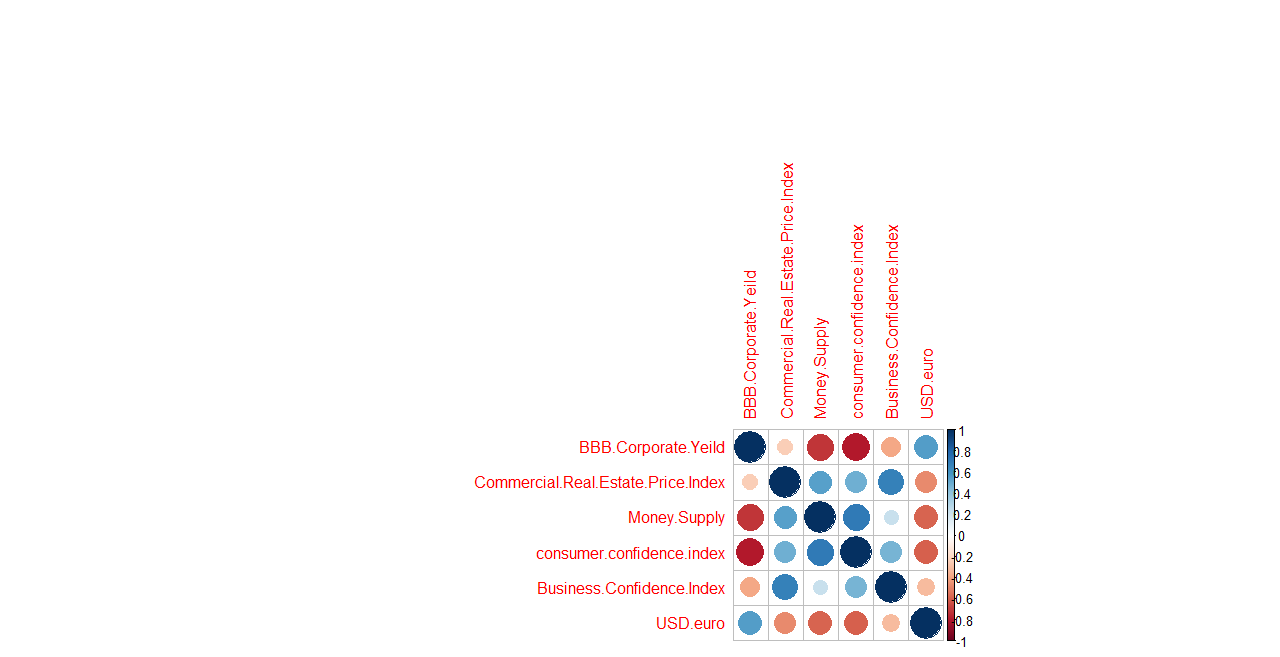 BBB.Corporate.Yeild
Commercial.Real.Estate.Price.Index
Money.Supply
consumer.confidence.index
Business.Confidence.Index
USD.euro
BBB.Corporate.Yeild
Commercial.Real.Estate.Price.Index
Money.Supply
consumer.confidence.index
Business.Confidence.Index
USD.euro
1
0.8
0.6
0.4
0.2
0
-0.2
-0.4
-0.6
-0.8
-1